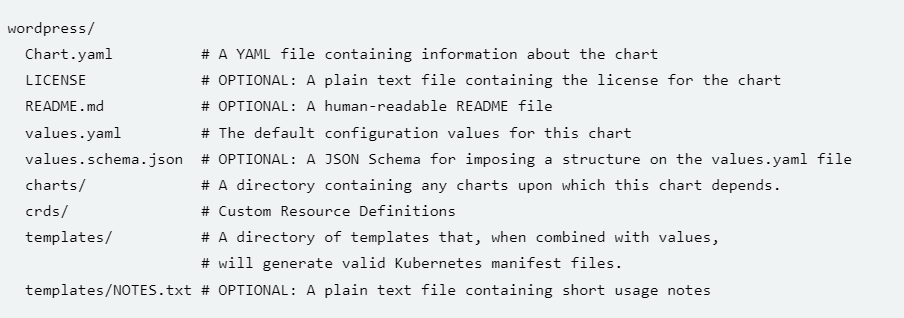 wordpress/
  Chart.yaml          # A YAML file containing information about the chart
  LICENSE             # OPTIONAL: A plain text file containing the license for the chart
  README.md           # OPTIONAL: A human-readable README file
  values.yaml         # The default configuration values for this chart
  values.schema.json  # OPTIONAL: A JSON Schema for imposing a structure on the values.yaml file
  charts/             # A directory containing any charts upon which this chart depends.
  crds/               # Custom Resource Definitions
  templates/          # A directory of templates that, when combined with values,
                      # will generate valid Kubernetes manifest files.
  templates/NOTES.txt # OPTIONAL: A plain text file containing short usage notes